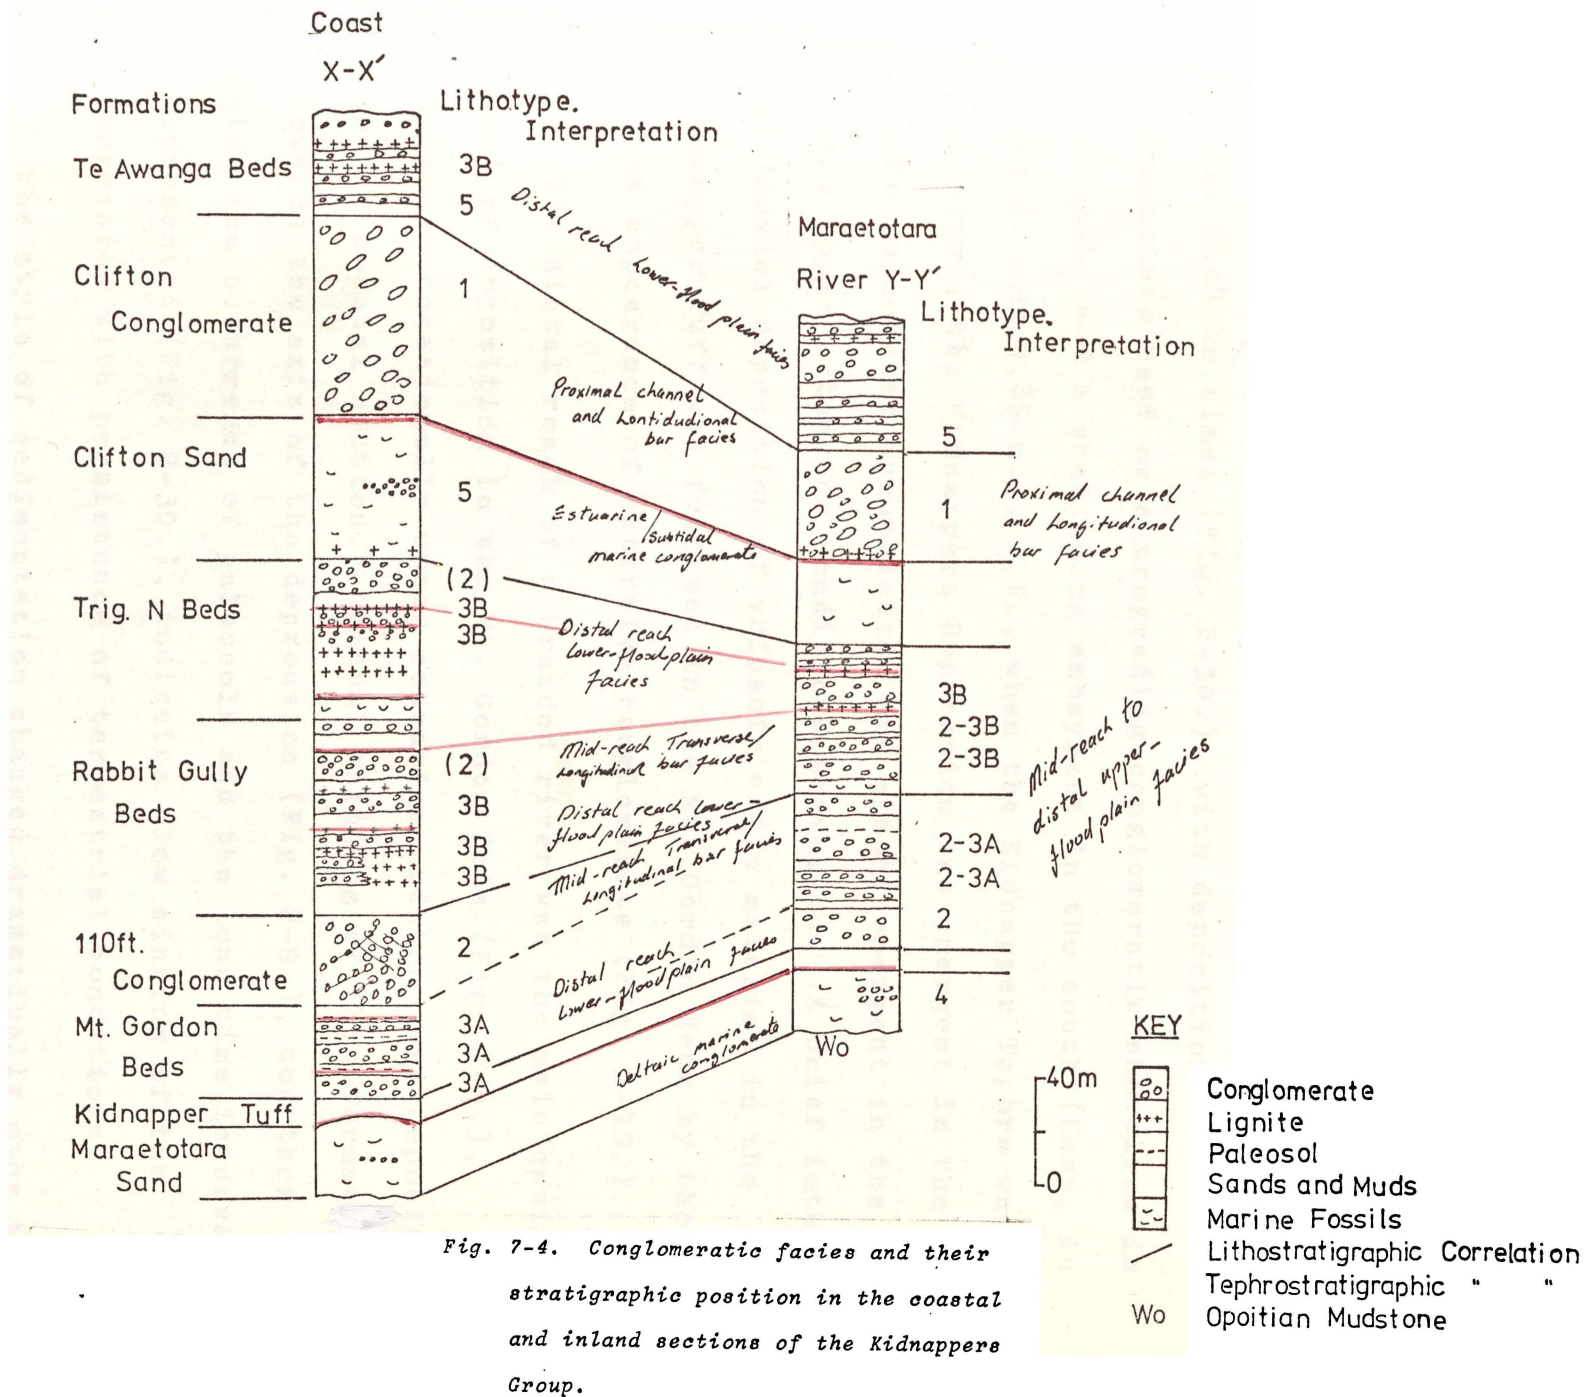 Coast
X-X′
Formations
Lithotype.
Interpretation
Te Awanga Beds
3B
5
Clifton
Conglomerate
1
Clifton Sand
5
Trig. N Beds
(2)
3B
3B
Rabbit Gully
Beds
(2)
3B
3B
3B
110ft.
Conglomerate
2
Mt. Gordon
Beds
3A
3A
3A
Kidnapper Tuff
Maraetotara
Sand
Distal reach Lower-flood plain facies
Proximal channel
and Lontidudional
bar facies
Estuarine/
Subtidal
marine conglomerate
Distal reach
Lower-flood plain
facies
Mid-reach Transverse/
Longitudinal bar facies
Distal reach lower-
flood plain facies
Mid-reach Transverse/
Longitudinal bar facies
Distal reach
Lower-flood plain facies
Deltaic marine
conglomerate
Maraetotara
River Y-Y′
Lithotype.
Interpretation
5
1
Proximal channel
and Longitudional
bar facies
3B
2-3B
2-3B
2-3A
2-3A
2
4
Wo
Mid-reach to
distal upper-
flood plain facies
40m
0
KEY
Conglomerate
Lignite
Paleosol
Sands and Muds
Marine Fossils
Lithostratigraphic Correlation
Tephrostratigraphic " "
Wo Opoitian Mudstone
Fig. 7-4. Conglomeratic facies and their
stratigraphic position in the coastal
and inland sections of the Kidnappers
Group.